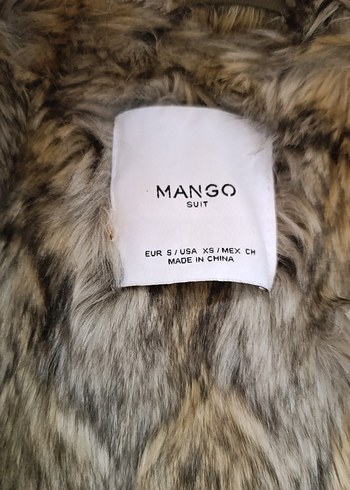 MANGO
SUIT
EUR S / USA XS / MEX CH
MADE IN CHINA